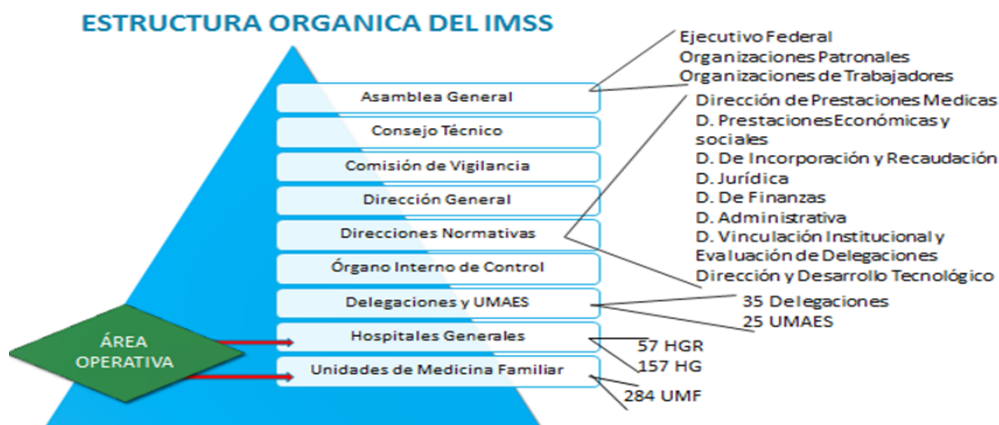 ESTRUCTURA ORGANICA DEL IMSS
Asamblea General
Consejo Técnico
Comisión de Vigilancia
Dirección General
Direcciones Normativas
Órgano Interno de Control
Delegaciones y UMAES
Hospitales Generales
Unidades de Medicina Familiar
ÁREA
OPERATIVA
Ejecutivo Federal
Organizaciones Patronales
Organizaciones de Trabajadores
Dirección de Prestaciones Medicas
D. Prestaciones Económicas y
sociales
D. De Incorporación y Recaudación
D. Jurídica
D. De Finanzas
D. Administrativa
D. Vinculación Institucional y
Evaluación de Delegaciones
Dirección y Desarrollo Tecnológico
35 Delegaciones
25 UMAES
57 HGR
157 HG
284 UMF